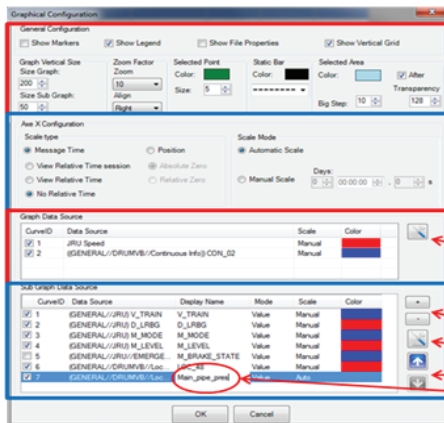 Graphical Configuration
General Configuration
Show Markers Show Legend Show File Properties Show Vertical Grid
Graph Vertical Size Zoom Factor Selected Point Static Bar Selected Area
Size Graph: Zoom Color: Color: Color: After
200 10 Transparency
Size Sub Graph: Align Size: 5 Big Step: 10 128
50 Right
Axe X Configuration
Scale type Scale Mode
Message Time Position Automatic Scale
View Relative Time session Absolute Zero Days:
View Relative Time Relative Zero Manual Scale 0 00:00:00 . 0 s
No Relative Time
Graph Data Source
CurveID Data Source Scale Color
1 JRU Speed Manual
2 ((GENERAL//DRUMVB//Continuous Info)) CON_02 Manual
Sub Graph Data Source
CurveID Data Source Display Name Mode Scale Color
1 (GENERAL//JRU) V_TRAIN V_TRAIN Value Manual
2 (GENERAL//JRU) D_LRBG D_LRBG Value Manual
3 (GENERAL//JRU) M_MODE M_MODE Value Manual
4 (GENERAL//JRU) M_LEVEL M_LEVEL Value Manual
5 (GENERAL//JRU//EMERGE... M_BRAKE_STATE Value Manual
6 (GENERAL//DRUMVB//Loc... Value Manual
7 (GENERAL//DRUMVB//Loc Main_pipe_pres Value Auto
OK Cancel